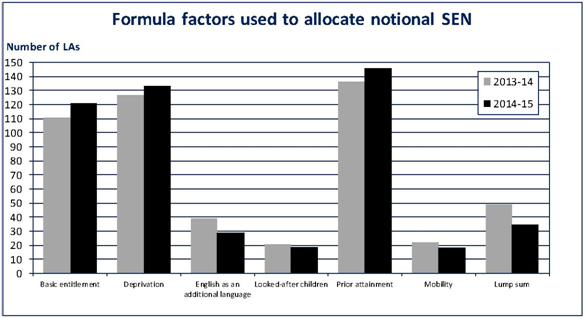 Formula factors used to allocate notional SEN
Number of LAs
150
140
130
120
110
100
90
80
70
60
50
40
30
20
10
0
2013-14
2014-15
Basic entitlement
Deprivation
English as an
additional language
Looked-after children
Prior attainment
Mobility
Lump sum